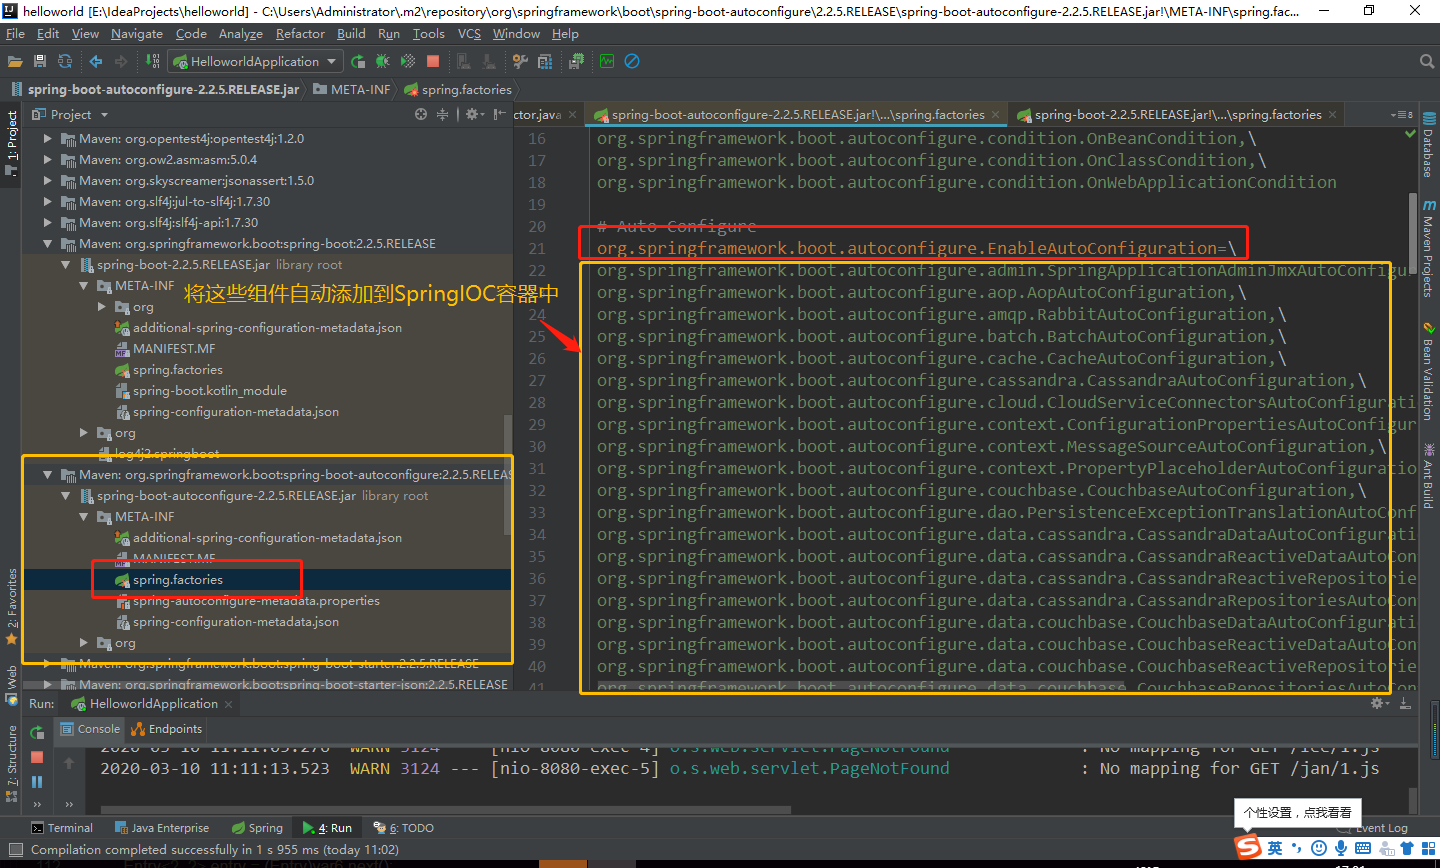 helloworld [E:\IdeaProjects\helloworld] - C:\Users\Administrator\.m2\repository\org\springframework\boot\spring-boot-autoconfigure\2.2.5.RELEASE\spring-boot-autoconfigure-2.2.5.RELEASE.jar!\META-INF\spring.fac...
File Edit View Navigate Code Analyze Refactor Build Run Tools VCS Window Help
HelloworldApplication
spring-boot-autoconfigure-2.2.5.RELEASE.jar META-INF spring.factories
Project
ctor.java
spring-boot-autoconfigure-2.2.5.RELEASE.jar!\...\spring.factories
spring-boot-autoconfigure-2.2.5.RELEASE.jar!\...\spring.factories
1: Project
2: Favorites
Web
7: Structure
Maven: org.opentest4j:opentest4j:1.2.0
Maven: org.ow2.asm:asm:5.0.4
Maven: org.skyscreamer:jsonassert:1.5.0
Maven: org.slf4j:jul-to-slf4j:1.7.30
Maven: org.slf4j:slf4j-api:1.7.30
Maven: org.springframework.boot:spring-boot:2.2.5.RELEASE
spring-boot-2.2.5.RELEASE.jar library root
META-INF
将这些组件自动添加到SpringIOC容器中
org
additional-spring-configuration-metadata.json
MANIFEST.MF
spring.factories
spring-boot.kotlin_module
spring-configuration-metadata.json
org
log4j2.springboot
Maven: org.springframework.boot:spring-boot-autoconfigure:2.2.5.RELEAS
spring-boot-autoconfigure-2.2.5.RELEASE.jar library root
META-INF
additional-spring-configuration-metadata.json
MANIFEST.MF
spring.factories
spring-autoconfigure-metadata.properties
spring-configuration-metadata.json
org
Maven: org.springframework.boot:spring-boot-starter:2.2.5.RELEASE
Maven: org.springframework.boot:spring-boot-starter-json:2.2.5.RELEASE
16 org.springframework.boot.autoconfigure.condition.OnBeanCondition,\
17 org.springframework.boot.autoconfigure.condition.OnClassCondition,\
18 org.springframework.boot.autoconfigure.condition.OnWebApplicationCondition
19
20 # Auto Configure
21 org.springframework.boot.autoconfigure.EnableAutoConfiguration=\
22 org.springframework.boot.autoconfigure.admin.SpringApplicationAdminJmxAutoConfigu
org.springframework.boot.autoconfigure.aop.AopAutoConfiguration,\
24 org.springframework.boot.autoconfigure.amqp.RabbitAutoConfiguration,\
25 org.springframework.boot.autoconfigure.batch.BatchAutoConfiguration,\
26 org.springframework.boot.autoconfigure.cache.CacheAutoConfiguration,\
27 org.springframework.boot.autoconfigure.cassandra.CassandraAutoConfiguration,\
28 org.springframework.boot.autoconfigure.cloud.CloudServiceConnectorsAutoConfigurati
29 org.springframework.boot.autoconfigure.context.ConfigurationPropertiesAutoConfigur
30 org.springframework.boot.autoconfigure.context.MessageSourceAutoConfiguration,\
31 org.springframework.boot.autoconfigure.context.PropertyPlaceholderAutoConfiguratio
32 org.springframework.boot.autoconfigure.couchbase.CouchbaseAutoConfiguration,\
33 org.springframework.boot.autoconfigure.dao.PersistenceExceptionTranslationAutoConf
34 org.springframework.boot.autoconfigure.data.cassandra.CassandraDataAutoConfigurati
35 org.springframework.boot.autoconfigure.data.cassandra.CassandraReactiveDataAutoCon
36 org.springframework.boot.autoconfigure.data.cassandra.CassandraReactiveRepositorie
37 org.springframework.boot.autoconfigure.data.cassandra.CassandraRepositoriesAutoCon
38 org.springframework.boot.autoconfigure.data.couchbase.CouchbaseDataAutoConfigurati
39 org.springframework.boot.autoconfigure.data.couchbase.CouchbaseReactiveDataAutoCon
40 org.springframework.boot.autoconfigure.data.couchbase.CouchbaseReactiveRepositorie
41 org.springframework.boot.autoconfigure.data.couchbase.CouchbaseRepositoriesAutoCon
Database
Maven Projects
Bean Validation
Ant Build
Run: HelloworldApplication
Console Endpoints
2020-03-10 11:11:09.276 WARN 3124 --- [nio-8080-exec-4] o.s.web.servlet.PageNotFound : No mapping for GET /icc/1.js
2020-03-10 11:11:13.523 WARN 3124 --- [nio-8080-exec-5] o.s.web.servlet.PageNotFound : No mapping for GET /jan/1.js
个性设置，点我看看
Terminal Java Enterprise Spring 4: Run 6: TODO Event Log
Compilation completed successfully in 1 s 955 ms (today 11:02)
英